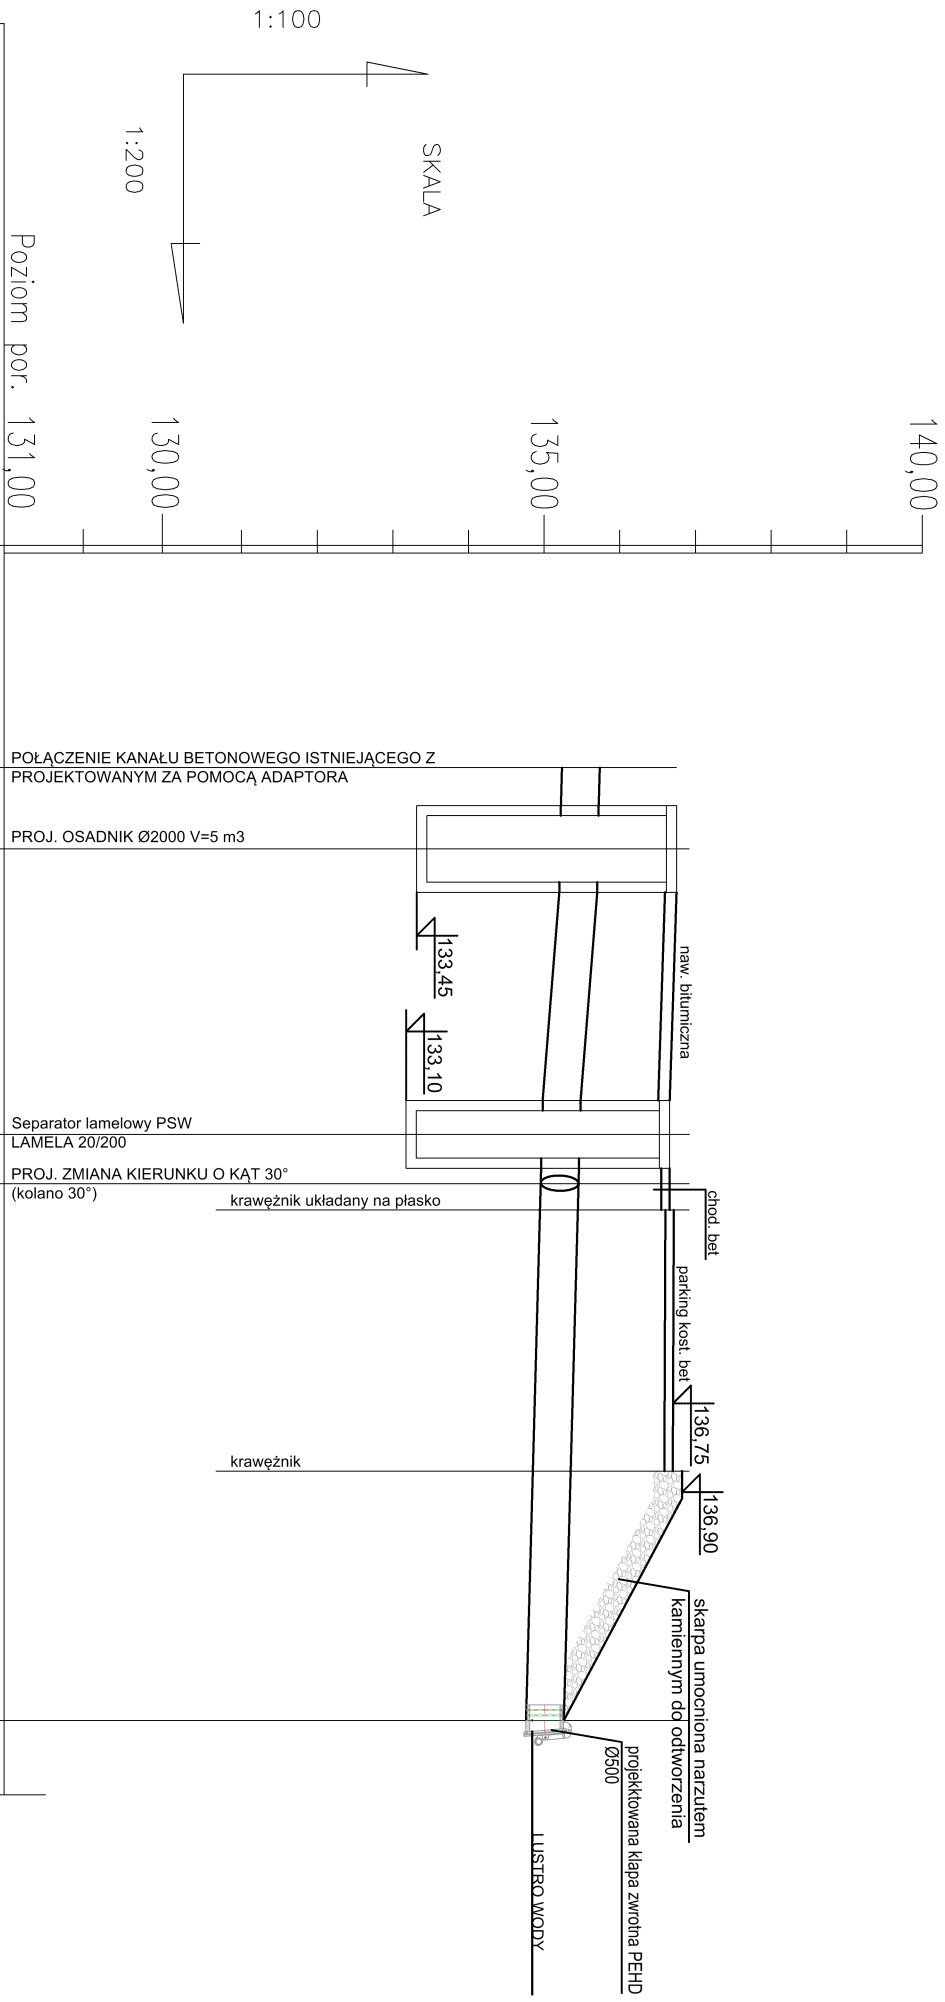 1:100
1:200
SKALA
Poziom por. 131,00
130,00
135,00
140,00
POŁĄCZENIE KANAŁU BETONOWEGO ISTNIEJĄCEGO Z
PROJEKTOWANYM ZA POMOCĄ ADAPTORA
PROJ. OSADNIK Ø2000 V=5 m3
133,45
naw. bitumiczna
133,10
Separator lamelowy PSW
LAMELA 20/200
PROJ. ZMIANA KIERUNKU O KĄT 30°
(kolano 30°)
krawężnik układany na płasko
chod. bet
parking kost. bet
136,75
krawężnik
136,90
skarpa umocniona narzutem
kamiennym do odtworzenia
projekktowana klapa zwrotna PEHD
Ø500
LUSTRO WODY